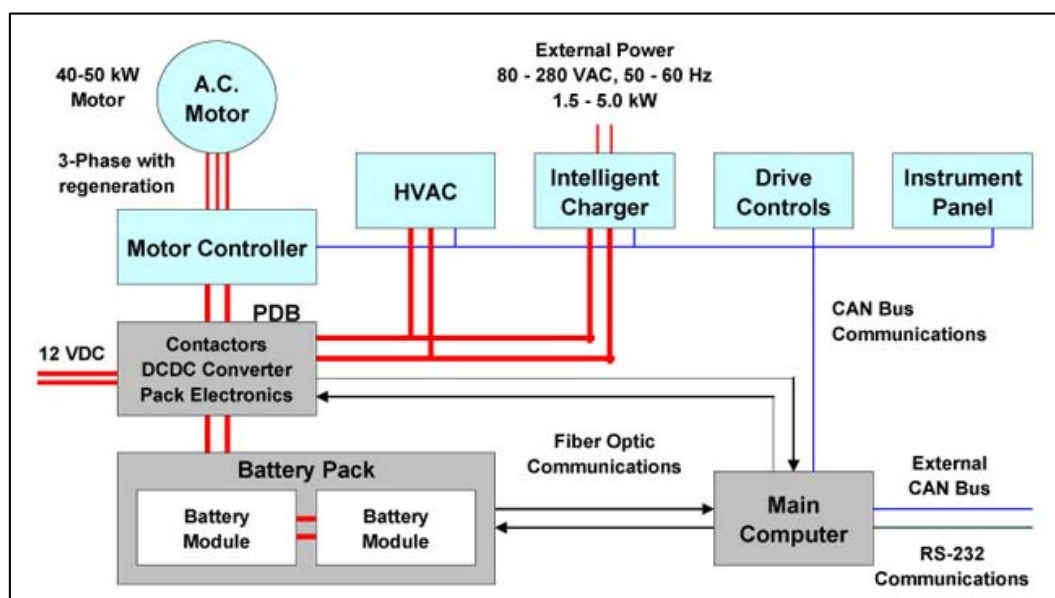 40-50 kW
Motor
A.C.
Motor
External Power
80 - 280 VAC, 50 - 60 Hz
1.5 - 5.0 kW
3-Phase with
regeneration
HVAC
Intelligent
Charger
Drive
Controls
Instrument
Panel
Motor Controller
PDB
CAN Bus
Communications
12 VDC
Contactors
DCDC Converter
Pack Electronics
Fiber Optic
Communications
Battery Pack
Battery
Module
Battery
Module
Main
Computer
External
CAN Bus
RS-232
Communications